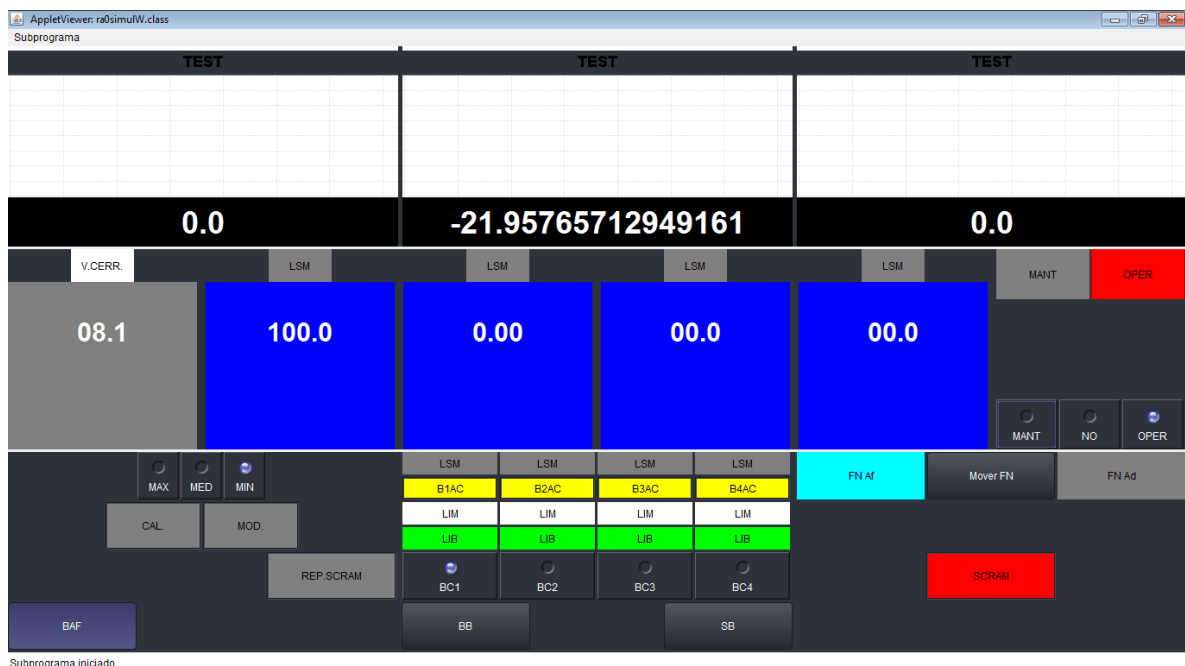 AppletViewer: ra0simulW.class
Subprograma
TEST TEST TEST
0.0 -21.95765712949161 0.0
V.CERR. LSM LSM LSM LSM MANT OPER
08.1 100.0 0.00 00.0 00.0
MANT NO OPER
MAX MED MIN LSM LSM LSM LSM FN Af Mover FN FN Ad
B1AC B2AC B3AC B4AC
CAL. MOD. LIM LIM LIM LIM
LIB LIB LIB LIB
REP.SCRAM BC1 BC2 BC3 BC4 SCRAM
BAF BB SB
Subprograma iniciado